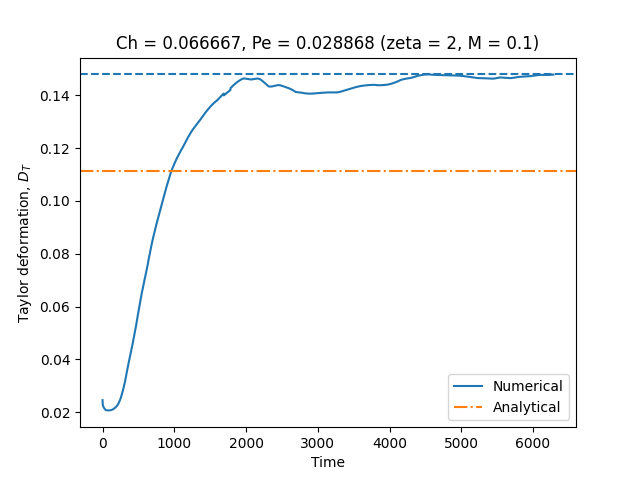 Ch = 0.066667, Pe = 0.028868 (zeta = 2, M = 0.1)
Taylor deformation, D_T
0.14
0.12
0.10
0.08
0.06
0.04
0.02
Numerical
Analytical
0 1000 2000 3000 4000 5000 6000
Time